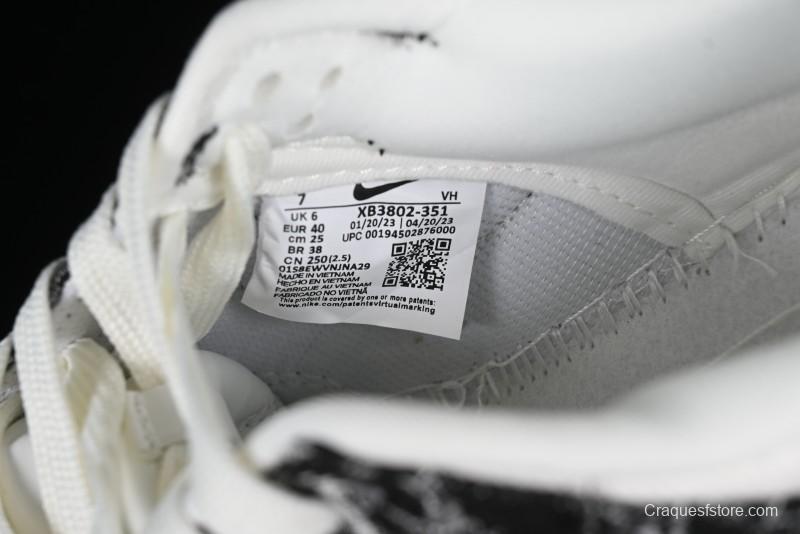 7 VH
UK 6 XB3802-351
EUR 40 01/20/23 | 04/20/23
cm 25 UPC 00194502876000
BR 38
CN 250(2.5)
0158EWVNJNA29
MADE IN VIETNAM
HECHO EN VIETNAM
FABRIQUE AU VIETNAM
FABRICADO NO VIETNÃ
This product is covered by one or more patents:
www.nike.com/patentsvirtualmarking
Craquesfstore.com